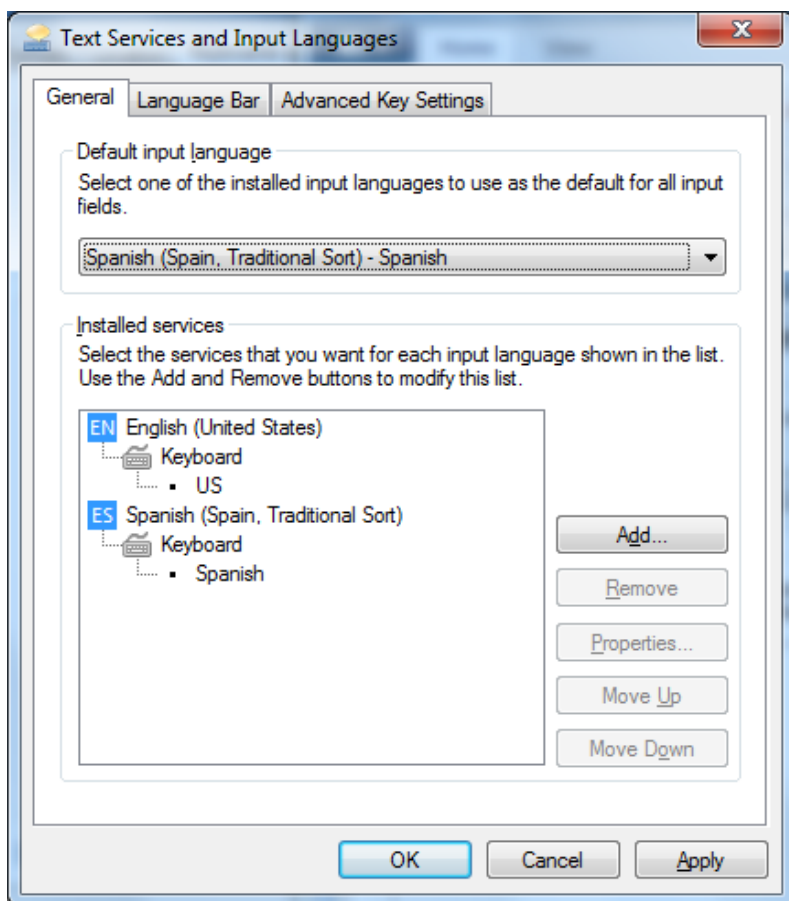 Text Services and Input Languages
General
Language Bar
Advanced Key Settings
Default input language
Select one of the installed input languages to use as the default for all input
fields.
Spanish (Spain, Traditional Sort) - Spanish
Installed services
Select the services that you want for each input language shown in the list.
Use the Add and Remove buttons to modify this list.
EN English (United States)
Keyboard
US
ES Spanish (Spain, Traditional Sort)
Keyboard
Spanish
Add...
Remove
Properties...
Move Up
Move Down
OK
Cancel
Apply